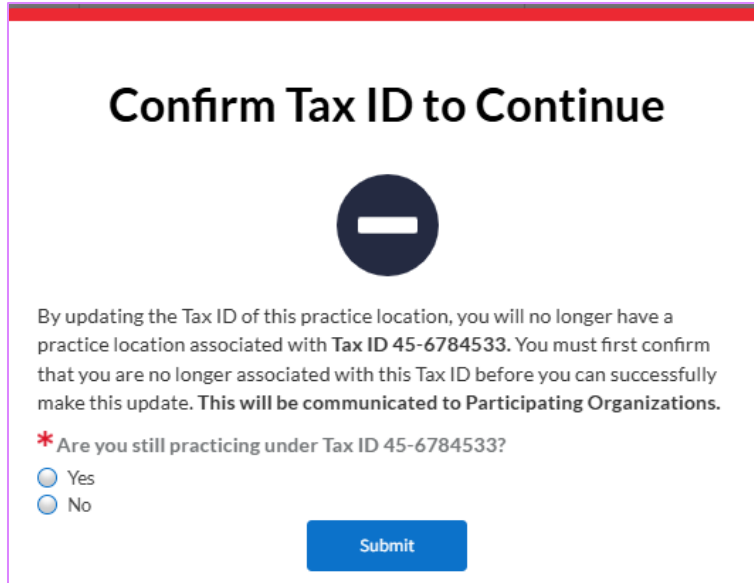 Confirm Tax ID to Continue
By updating the Tax ID of this practice location, you will no longer have a
practice location associated with Tax ID 45-6784533. You must first confirm
that you are no longer associated with this Tax ID before you can successfully
make this update. This will be communicated to Participating Organizations.
* Are you still practicing under Tax ID 45-6784533?
Yes
No
Submit